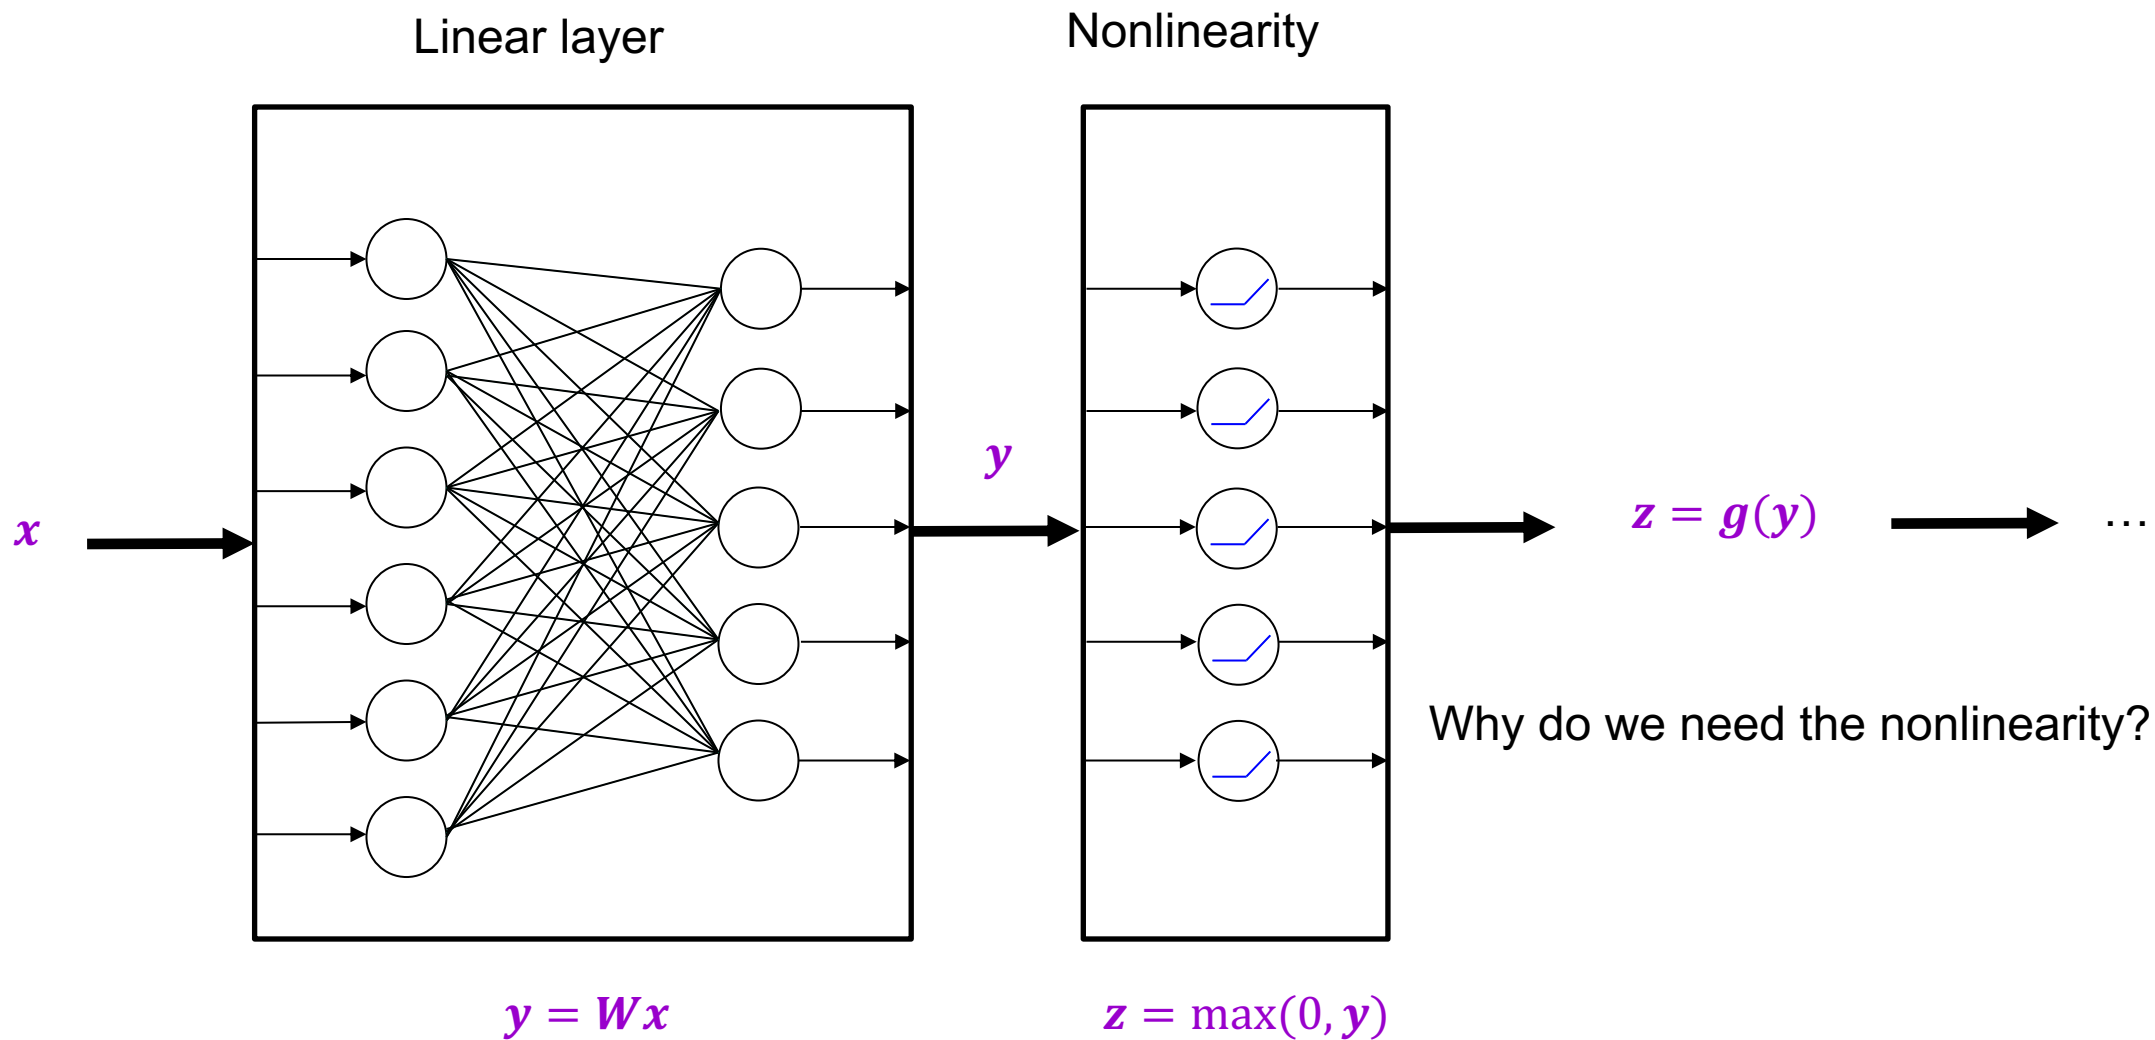 Linear layer
Nonlinearity
x
y
z = g(y)
...
Why do we need the nonlinearity?
y = Wx
z = max(0, y)